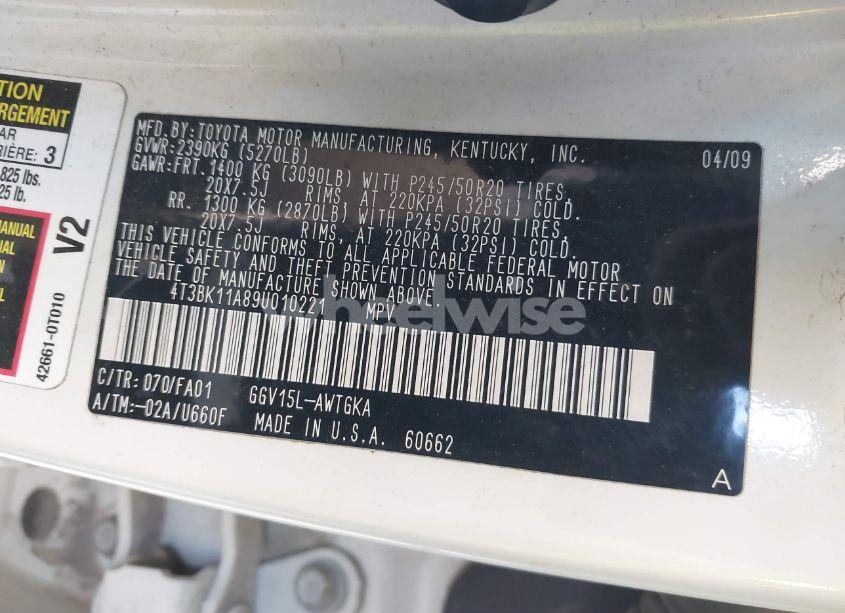 TION
RGEMENT
AR
RIÈRE: 3
825 lbs.
25 lb.
MANUAL
V2
42661-0T010
MFD.BY: TOYOTA MOTOR MANUFACTURING, KENTUCKY, INC. 04/09
GVWR:2390KG (5270LB)
GAWR:FRT. 1400 KG (3090LB) WITH P245/50R20 TIRES,
20X7.5J RIMS, AT 220KPA (32PSI) COLD.
RR. 1300 KG (2870LB) WITH P245/50R20 TIRES,
20X7.5J RIMS, AT 220KPA (32PSI) COLD.
THIS VEHICLE CONFORMS TO ALL APPLICABLE FEDERAL MOTOR
VEHICLE SAFETY AND THEFT PREVENTION STANDARDS IN EFFECT ON
THE DATE OF MANUFACTURE SHOWN ABOVE.
4T3BK11A89U010221 MPV
wheelwise
C/TR: 070/FA01 GGV15L-AWTGKA
A/TM:-02A/U660F MADE IN U.S.A. 60662
A